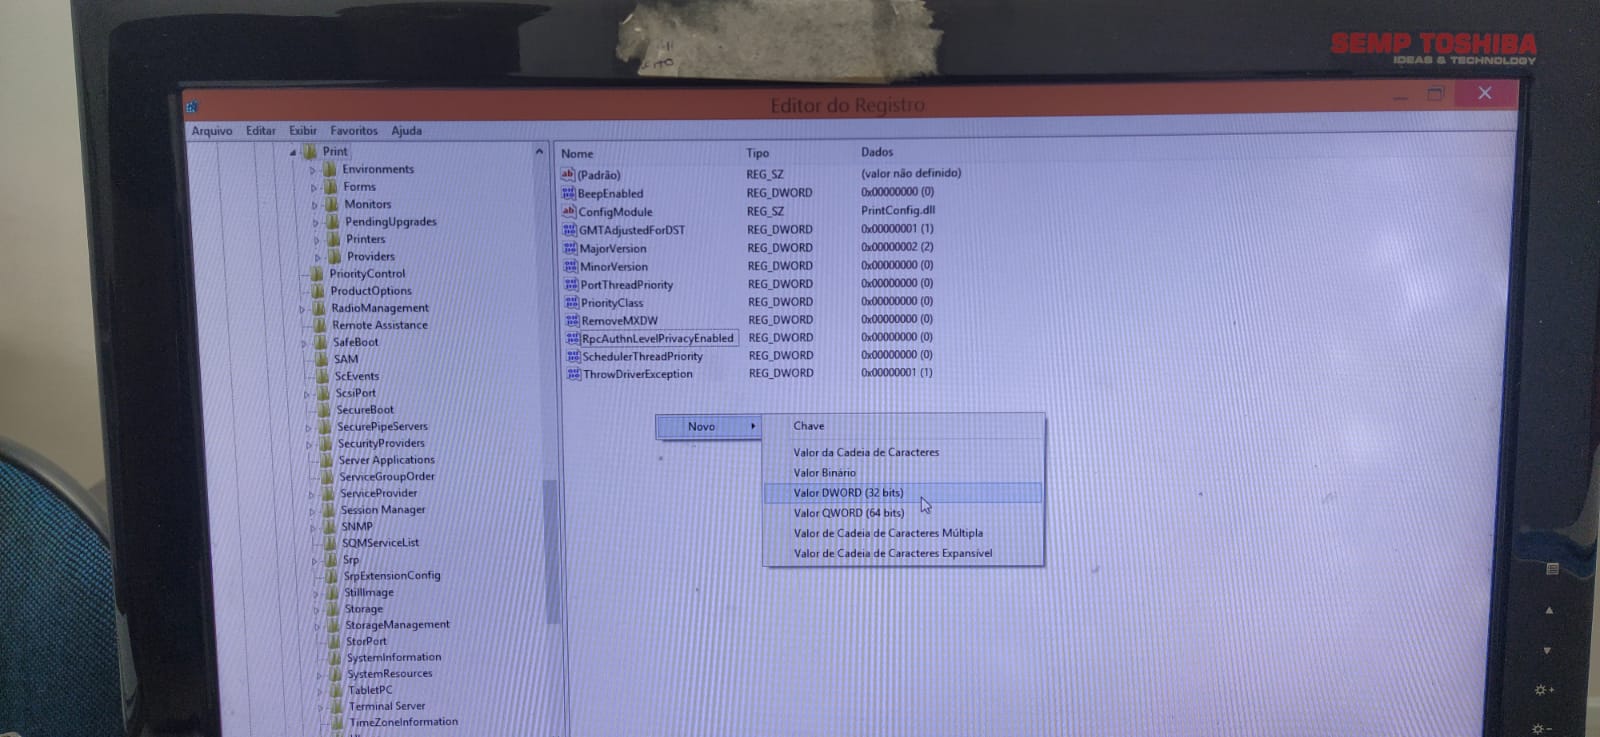 SEMP TOSHIBA
IDEAS & TECHNOLOGY
Editor do Registro
Arquivo Editar Exibir Favoritos Ajuda
Print
Environments
Forms
Monitors
PendingUpgrades
Printers
Providers
PriorityControl
ProductOptions
RadioManagement
Remote Assistance
SafeBoot
SAM
ScEvents
ScsiPort
SecureBoot
SecurePipeServers
SecurityProviders
Server Applications
ServiceGroupOrder
ServiceProvider
Session Manager
SNMP
SQMServiceList
Srp
SrpExtensionConfig
StillImage
Storage
StorageManagement
StorPort
SystemInformation
SystemResources
TabletPC
Terminal Server
TimeZoneInformation
Nome Tipo Dados
(Padrão) REG_SZ (valor não definido)
BeepEnabled REG_DWORD 0x00000000 (0)
ConfigModule REG_SZ PrintConfig.dll
GMTAdjustedForDST REG_DWORD 0x00000001 (1)
MajorVersion REG_DWORD 0x00000002 (2)
MinorVersion REG_DWORD 0x00000000 (0)
PortThreadPriority REG_DWORD 0x00000000 (0)
PriorityClass REG_DWORD 0x00000000 (0)
RemoveMXDW REG_DWORD 0x00000000 (0)
RpcAuthnLevelPrivacyEnabled REG_DWORD 0x00000000 (0)
SchedulerThreadPriority REG_DWORD 0x00000000 (0)
ThrowDriverException REG_DWORD 0x00000001 (1)
Novo
Chave
Valor da Cadeia de Caracteres
Valor Binário
Valor DWORD (32 bits)
Valor QWORD (64 bits)
Valor de Cadeia de Caracteres Múltipla
Valor de Cadeia de Caracteres Expansível